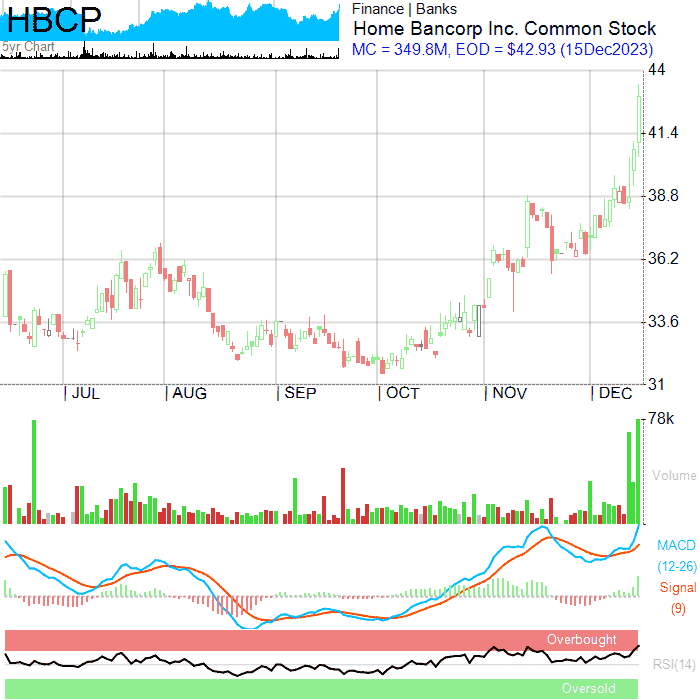 HBCP
5yr Chart
Finance | Banks
Home Bancorp Inc. Common Stock
MC = 349.8M, EOD = $42.93 (15Dec2023)
44
41.4
38.8
36.2
33.6
31
| JUL | AUG | SEP | OCT | NOV | DEC
78k
Volume
MACD
(12-26)
Signal
(9)
Overbought
RSI(14)
Oversold